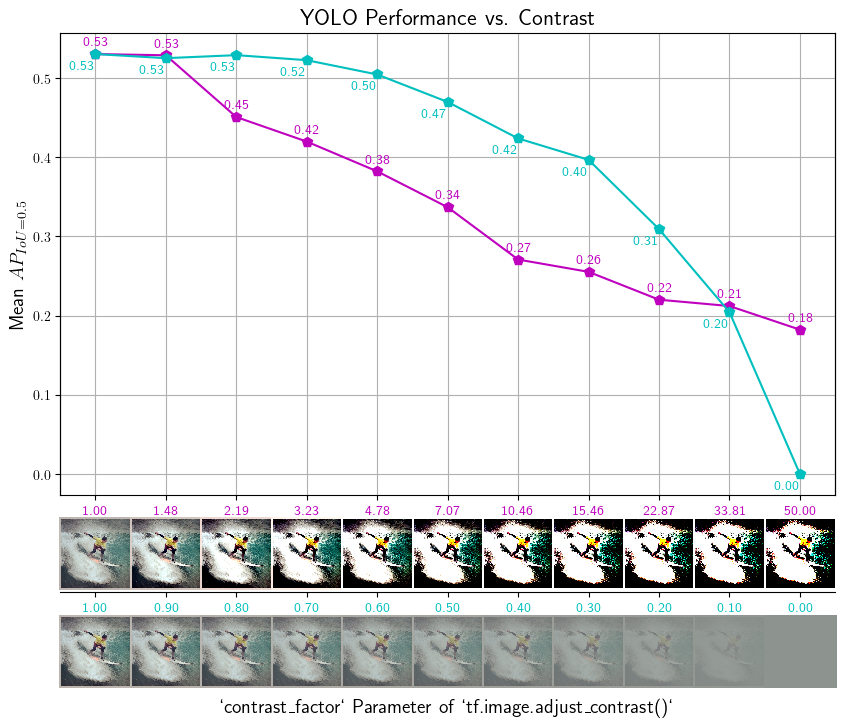 YOLO Performance vs. Contrast
0.53 0.53 0.45 0.42 0.38 0.34 0.27 0.26 0.22 0.21 0.18
0.53 0.53 0.53 0.52 0.50 0.47 0.42 0.40 0.31 0.20 0.00
0.5
0.4
0.3
0.2
0.1
0.0
Mean AP_{IoU=0.5}
1.00 1.48 2.19 3.23 4.78 7.07 10.46 15.46 22.87 33.81 50.00
1.00 0.90 0.80 0.70 0.60 0.50 0.40 0.30 0.20 0.10 0.00
‘contrast_factor‘ Parameter of ‘tf.image.adjust_contrast()‘